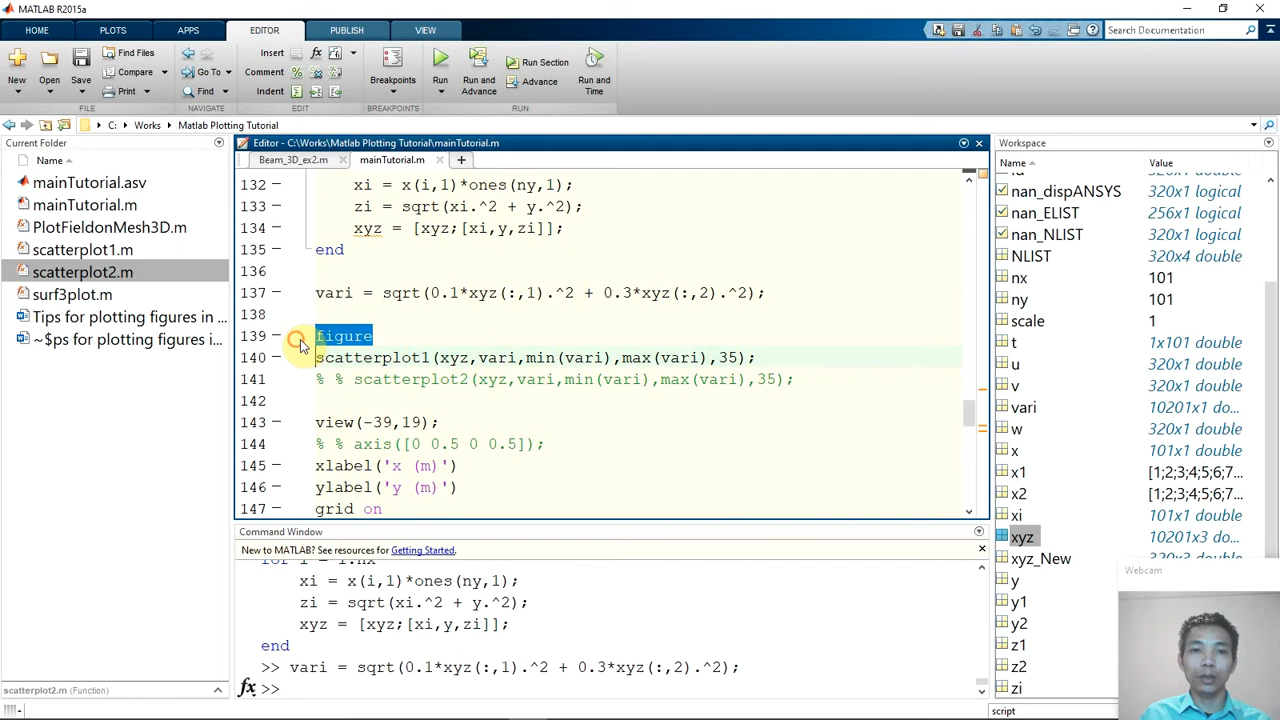 MATLAB R2015a
HOME PLOTS APPS EDITOR PUBLISH VIEW
Search Documentation
New Open Save Find Files Compare Print
Go To Find
Insert fx Comment Indent
Breakpoints
Run Run and Advance Run Section Advance Run and Time
FILE NAVIGATE EDIT BREAKPOINTS RUN
C: Works Matlab Plotting Tutorial
Current Folder
Name
mainTutorial.asv
mainTutorial.m
PlotFieldonMesh3D.m
scatterplot1.m
scatterplot2.m
surf3plot.m
Tips for plotting figures in ...
~$ps for plotting figures i...
scatterplot2.m (Function)
Editor - C:\Works\Matlab Plotting Tutorial\mainTutorial.m
Beam_3D_ex2.m mainTutorial.m
132 xi = x(i,1)*ones(ny,1);
133 zi = sqrt(xi.^2 + y.^2);
134 xyz = [xyz;[xi,y,zi]];
135 end
136
137 vari = sqrt(0.1*xyz(:,1).^2 + 0.3*xyz(:,2).^2);
138
139 figure
140 scatterplot1(xyz,vari,min(vari),max(vari),35);
141 % % scatterplot2(xyz,vari,min(vari),max(vari),35);
142
143 view(-39,19);
144 % % axis([0 0.5 0 0.5]);
145 xlabel('x (m)')
146 ylabel('y (m)')
147 grid on
Command Window
New to MATLAB? See resources for Getting Started.
xi = x(i,1)*ones(ny,1);
zi = sqrt(xi.^2 + y.^2);
xyz = [xyz;[xi,y,zi]];
end
>> vari = sqrt(0.1*xyz(:,1).^2 + 0.3*xyz(:,2).^2);
fx >>
Workspace
Name Value
nan_dispANSYS 320x1 logical
nan_ELIST 256x1 logical
nan_NLIST 320x1 logical
NLIST 320x4 double
nx 101
ny 101
scale 1
t 1x101 double
u 320x1 double
v 320x1 double
vari 10201x1 do...
w 320x1 double
x 101x1 double
x1 [1;2;3;4;5;6;7...
x2 [1;2;3;4;5;6;7...
xi 101x1 double
xyz 10201x3 do...
xyz_New
y
y1
y2
z1
z2
zi
Webcam
script